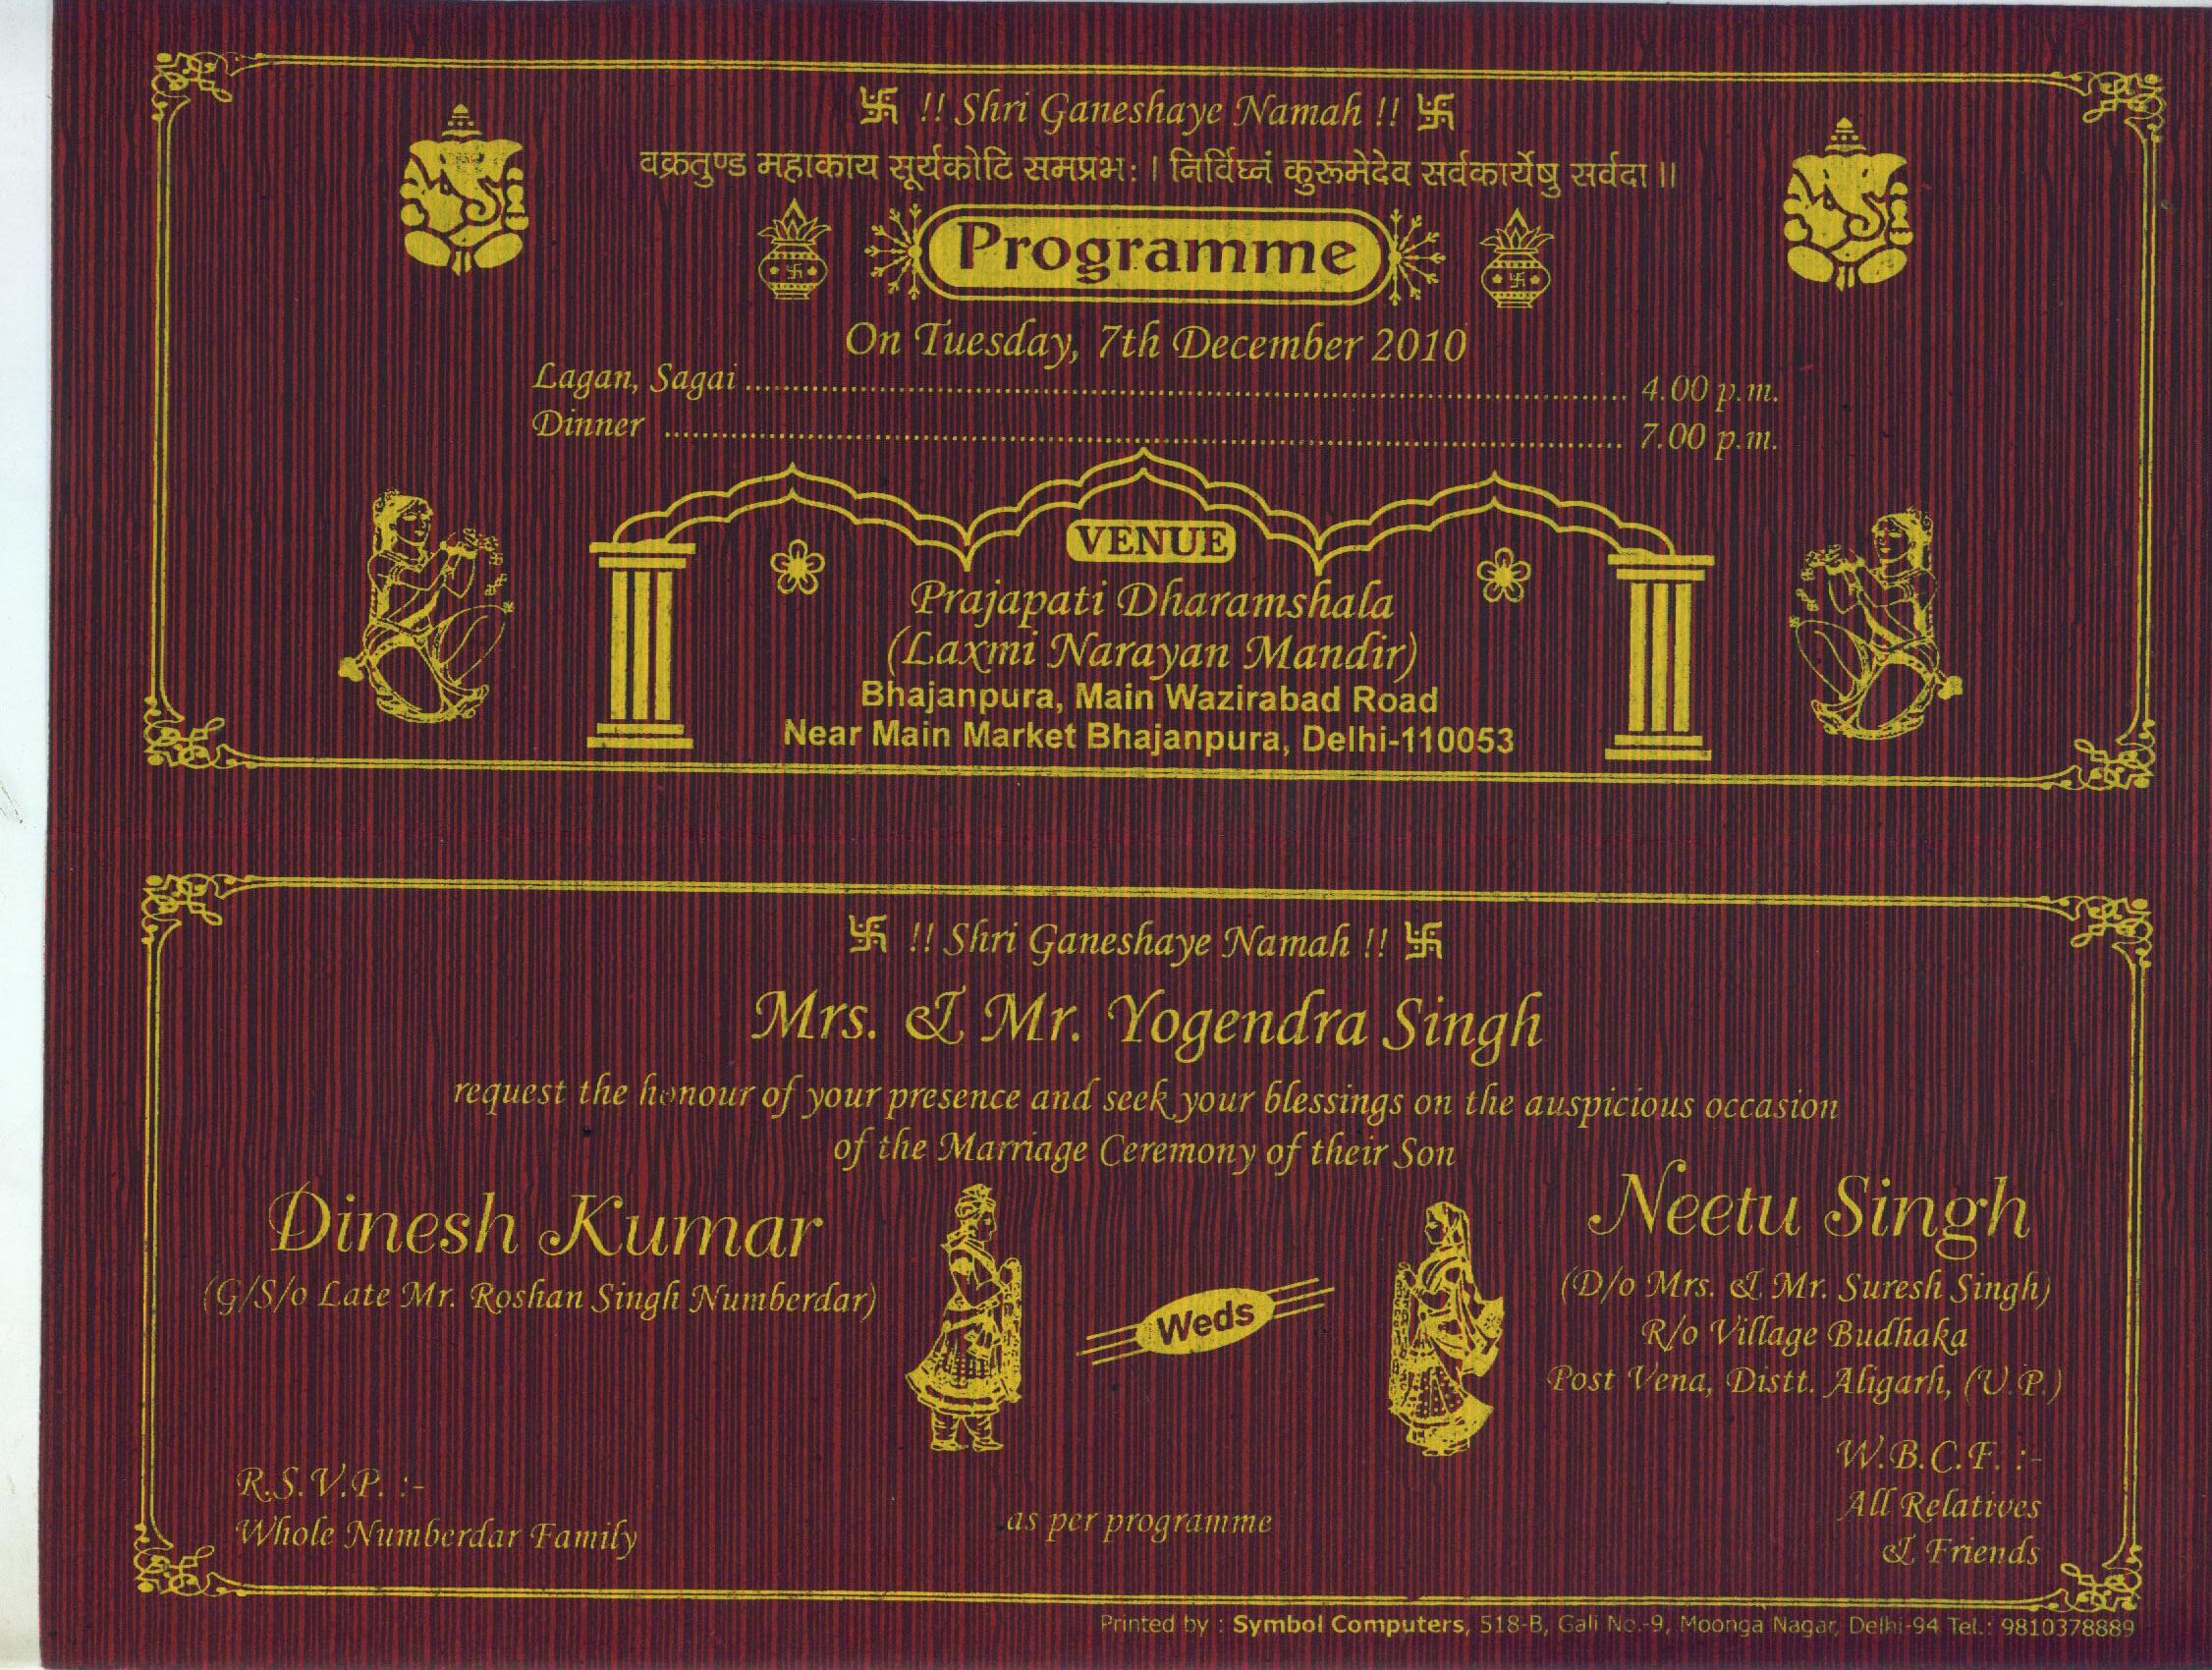 卐 !! Shri Ganeshaye Namah !! 卐
वक्रतुण्ड महाकाय सूर्यकोटि समप्रभ: । निर्विघ्नं कुरूमेदेव सर्वकार्येषु सर्वदा ॥
Programme
On Tuesday, 7th December 2010
Lagan, Sagai ........................ 4.00 p.m.
Dinner ........................ 7.00 p.m.
VENUE
Prajapati Dharamshala
(Laxmi Narayan Mandir)
Bhajanpura, Main Wazirabad Road
Near Main Market Bhajanpura, Delhi-110053
卐 !! Shri Ganeshaye Namah !! 卐
Mrs. & Mr. Yogendra Singh
request the honour of your presence and seek your blessings on the auspicious occasion
of the Marriage Ceremony of their Son
Dinesh Kumar
(G/S/o Late Mr. Roshan Singh Numberdar)
Weds
Neetu Singh
(D/o Mrs. & Mr. Suresh Singh)
R/o Village Budhaka
Post Vena, Distt. Aligarh, (U.P.)
R.S.V.P. :-
Whole Numberdar Family
as per programme
W.B.C.F. :-
All Relatives
& Friends
Printed by : Symbol Computers, 518-B, Gali No.-9, Moonga Nagar, Delhi-94 Tel.: 9810378889